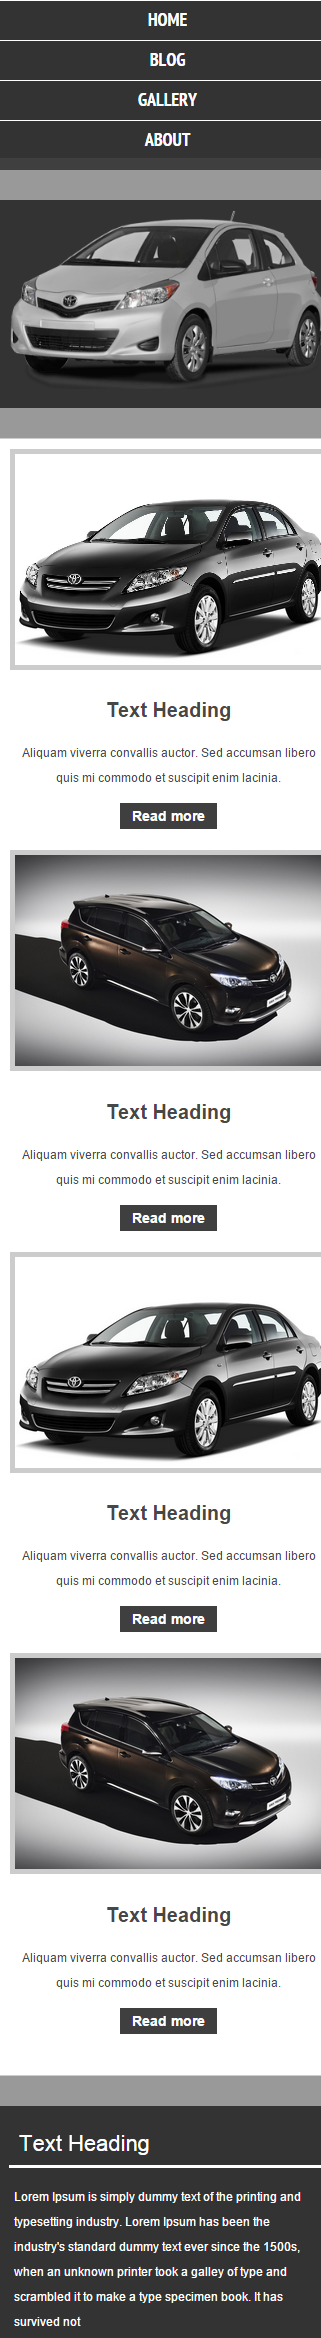 HOME
BLOG
GALLERY
ABOUT
Text Heading
Aliquam viverra convallis auctor. Sed accumsan libero
quis mi commodo et suscipit enim lacinia.
Read more
Text Heading
Aliquam viverra convallis auctor. Sed accumsan libero
quis mi commodo et suscipit enim lacinia.
Read more
Text Heading
Aliquam viverra convallis auctor. Sed accumsan libero
quis mi commodo et suscipit enim lacinia.
Read more
Text Heading
Aliquam viverra convallis auctor. Sed accumsan libero
quis mi commodo et suscipit enim lacinia.
Read more
Text Heading
Lorem Ipsum is simply dummy text of the printing and
typesetting industry. Lorem Ipsum has been the
industry's standard dummy text ever since the 1500s,
when an unknown printer took a galley of type and
scrambled it to make a type specimen book. It has
survived not